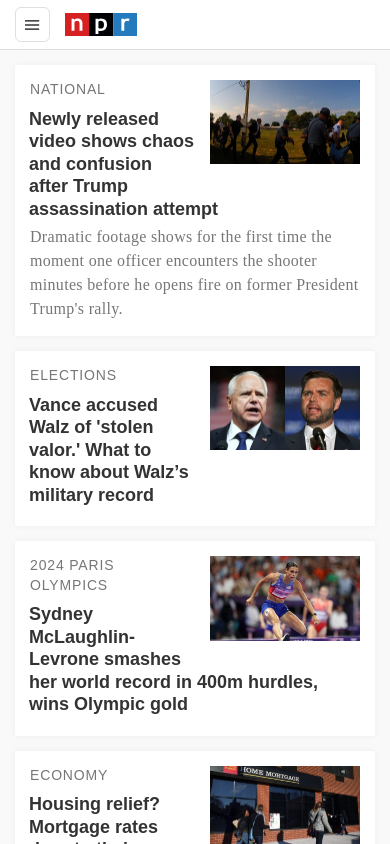 npr
NATIONAL
Newly released
video shows chaos
and confusion
after Trump
assassination attempt
Dramatic footage shows for the first time the
moment one officer encounters the shooter
minutes before he opens fire on former President
Trump's rally.
ELECTIONS
Vance accused
Walz of 'stolen
valor.' What to
know about Walz’s
military record
2024 PARIS
OLYMPICS
Sydney
McLaughlin-
Levrone smashes
her world record in 400m hurdles,
wins Olympic gold
ECONOMY
HOME MORTGAGE
Housing relief?
Mortgage rates